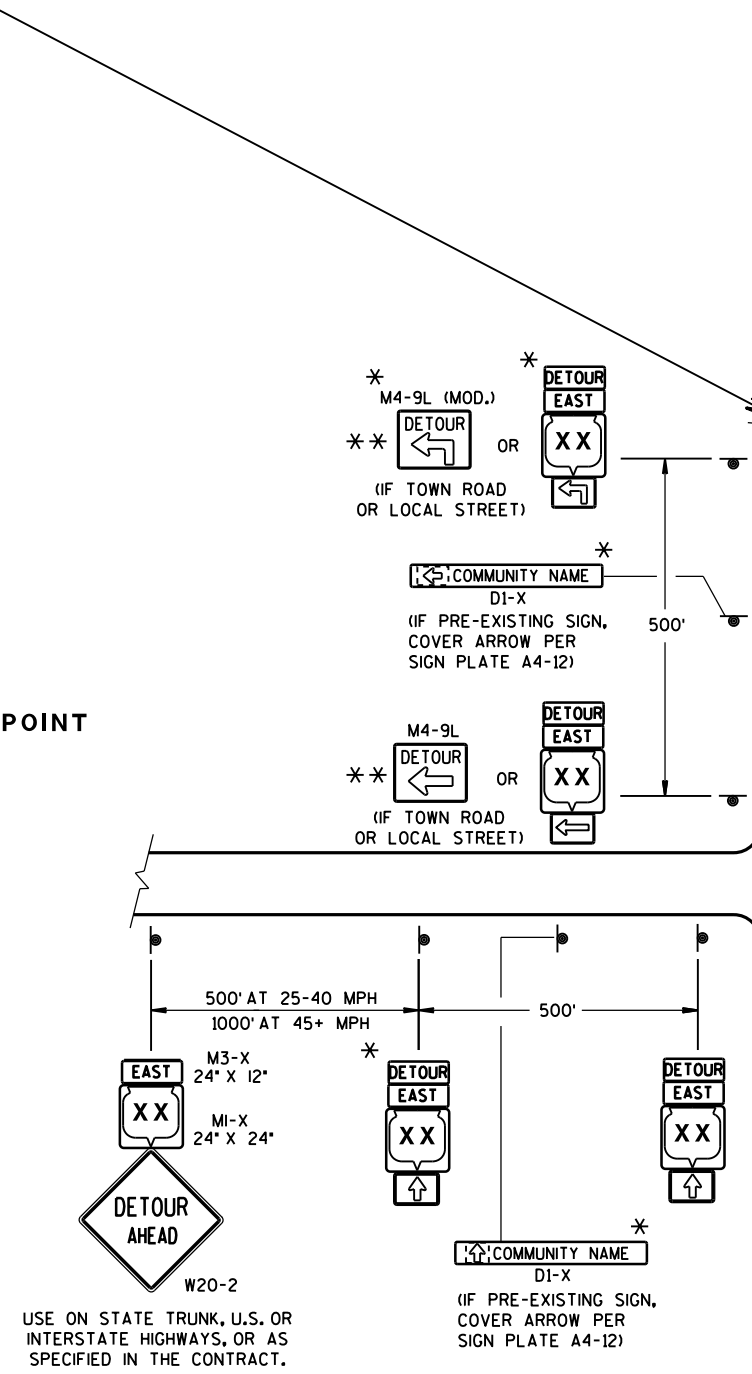 DETOUR
EAST
XX
M4-9L (MOD.)
DETOUR
** OR
(IF TOWN ROAD
OR LOCAL STREET)
*
*
*
COMMUNITY NAME
D1-X
(IF PRE-EXISTING SIGN,
COVER ARROW PER
SIGN PLATE A4-12)
500'
POINT
M4-9L
DETOUR
** OR
(IF TOWN ROAD
OR LOCAL STREET)
DETOUR
EAST
XX
500' AT 25-40 MPH
1000' AT 45+ MPH
500'
EAST
M3-X
24" X 12"
XX
M1-X
24" X 24"
DETOUR
AHEAD
W20-2
USE ON STATE TRUNK, U.S. OR
INTERSTATE HIGHWAYS, OR AS
SPECIFIED IN THE CONTRACT.
*
DETOUR
EAST
XX
DETOUR
EAST
XX
*
COMMUNITY NAME
D1-X
(IF PRE-EXISTING SIGN,
COVER ARROW PER
SIGN PLATE A4-12)